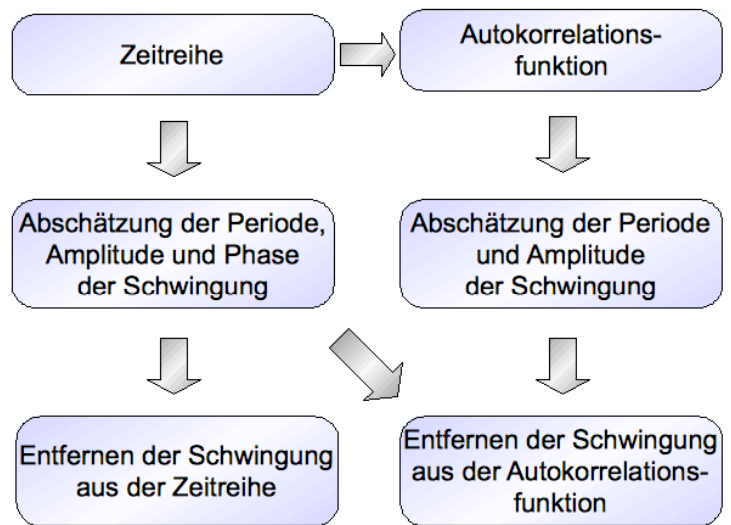 Zeitreihe
Autokorrelations-
funktion
Abschätzung der Periode,
Amplitude und Phase
der Schwingung
Abschätzung der Periode
und Amplitude
der Schwingung
Entfernen der Schwingung
aus der Zeitreihe
Entfernen der Schwingung
aus der Autokorrelations-
funktion